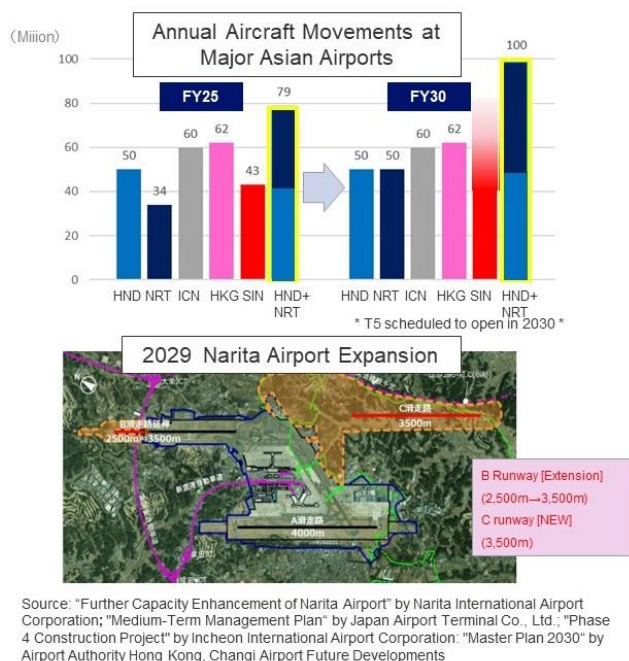 （Miiion）
Annual Aircraft Movements at
Major Asian Airports
100
79
100
FY25
FY30
80
60
62
60
62
60
50
50
50
43
40
34
20
0
HND NRT ICN HKG SIN HND+
NRT
HND NRT ICN HKG SIN HND+
NRT
* T5 scheduled to open in 2030 *
2029 Narita Airport Expansion
N
B滑走路延伸
2500m⇒3500m
C滑走路
3500m
A滑走路
4000m
B Runway [Extension]
(2,500m→3,500m)
C runway [NEW]
(3,500m)
Source: “Further Capacity Enhancement of Narita Airport” by Narita International Airport
Corporation; "Medium-Term Management Plan“ by Japan Airport Terminal Co., Ltd.; "Phase
4 Construction Project" by Incheon International Airport Corporation: "Master Plan 2030“ by
Airport Authority Hong Kong, Changi Airport Future Developments